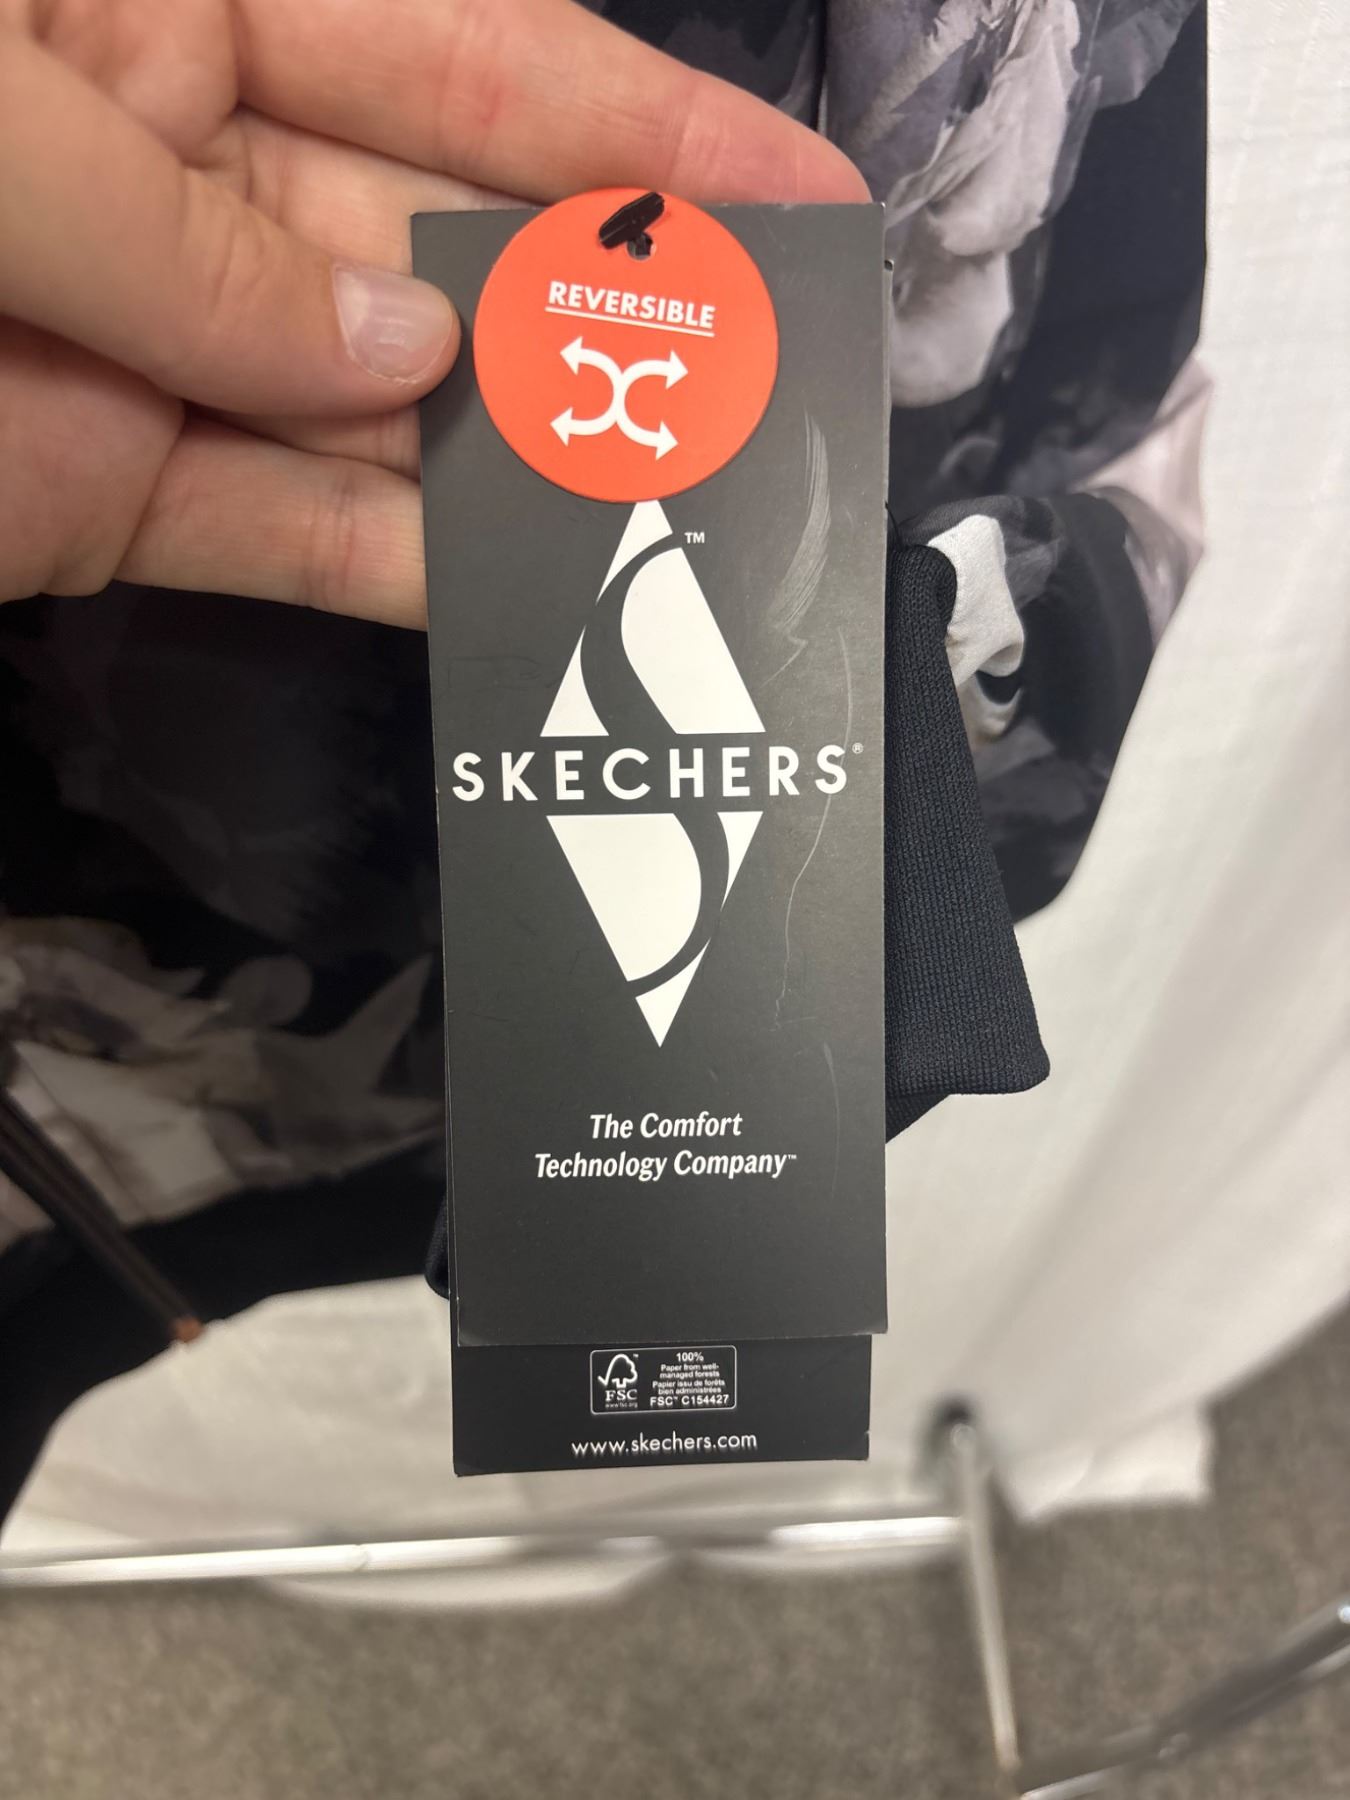 REVERSIBLE
™
SKECHERS®
The Comfort
Technology Company™
FSC™
www.fsc.org
100%
Paper from well-
managed forests
Papier issu de forêts
bien administrées
FSC™ C154427
www.skechers.com